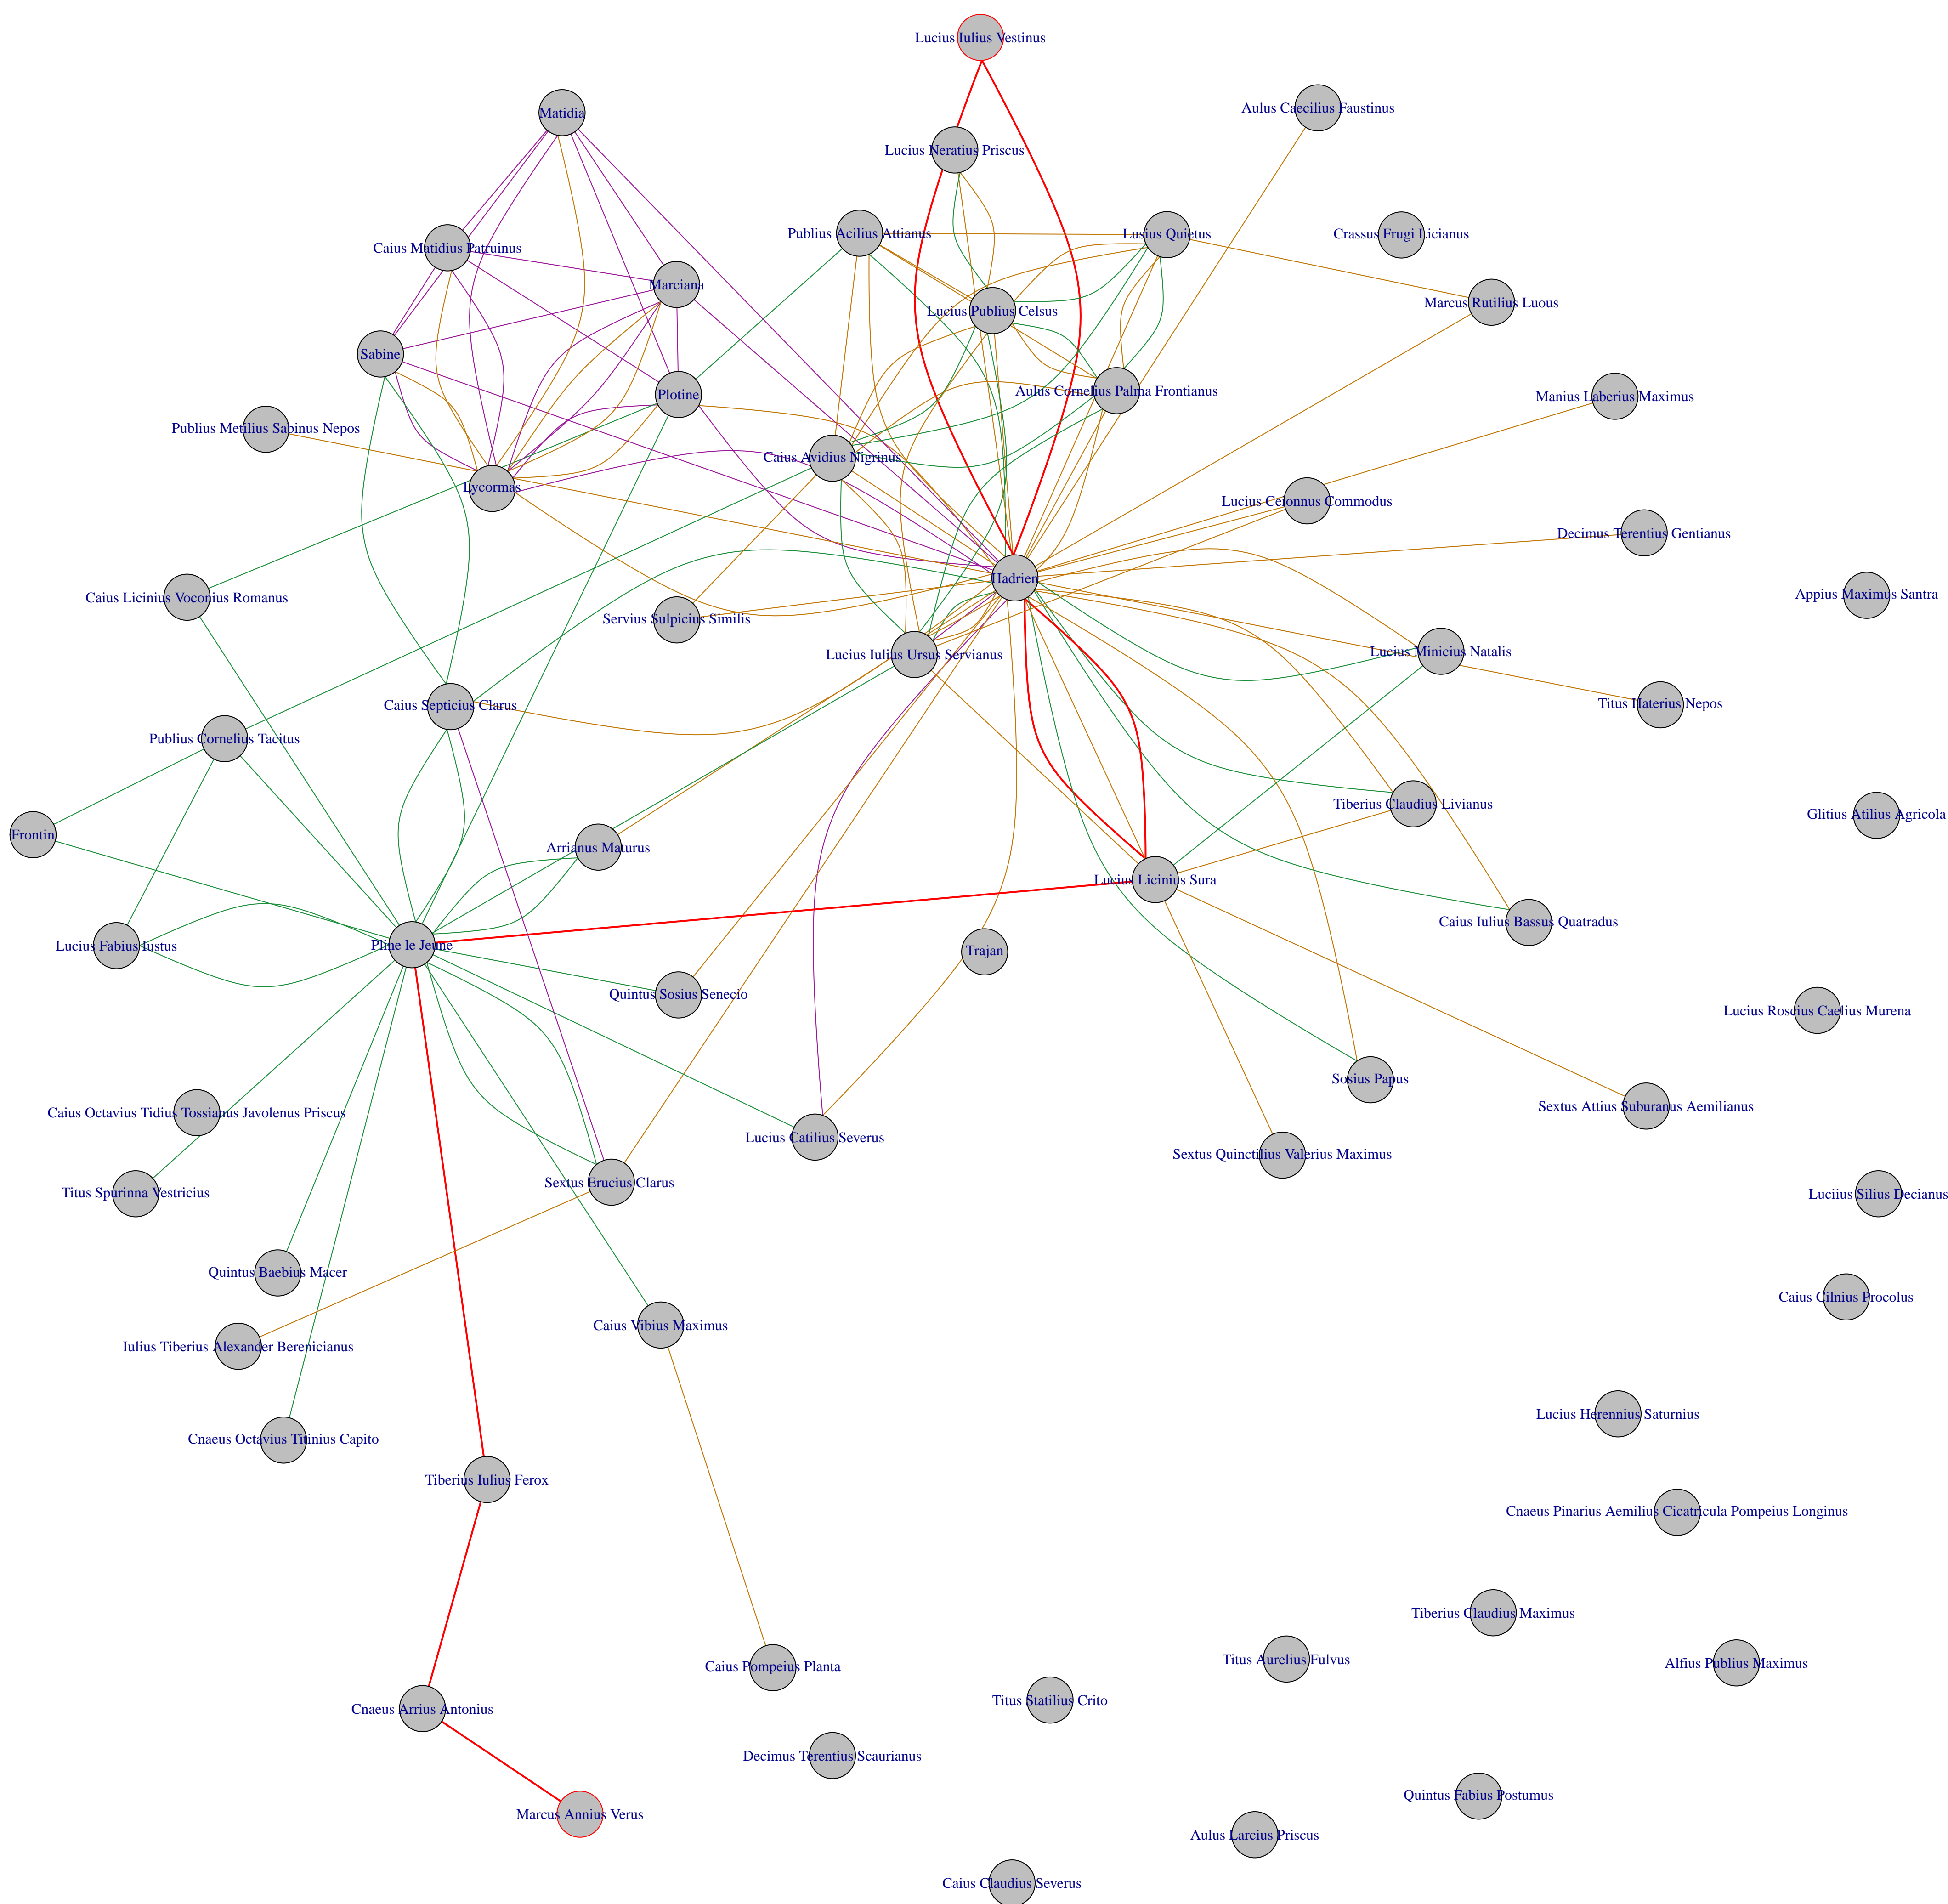 Lucius Iulius Vestinus
Aulus Caecilius Faustinus
Matidia
Lucius Neratius Priscus
Publius Acilius Attianus
Lusius Quietus
Crassus Frugi Licianus
Caius Matidius Patruinus
Marciana
Marcus Rutilius Luous
Lucius Publius Celsus
Sabine
Plotine
Aulus Cornelius Palma Frontianus
Manius Laberius Maximus
Publius Metilius Sabinus Nepos
Caius Avidius Nigrinus
Lycormas
Lucius Ceionnus Commodus
Decimus Terentius Gentianus
Hadrien
Appius Maximus Santra
Caius Licinius Voconius Romanus
Servius Sulpicius Similis
Lucius Iulius Ursus Servianus
Lucius Minicius Natalis
Caius Septicius Clarus
Titus Haterius Nepos
Publius Cornelius Tacitus
Tiberius Claudius Livianus
Glitius Atilius Agricola
Frontin
Arrianus Maturus
Lucius Licinius Sura
Caius Iulius Bassus Quatradus
Lucius Fabius Iustus
Pline le Jeune
Trajan
Quintus Sosius Senecio
Lucius Roscius Caelius Murena
Sosius Papus
Caius Octavius Tidius Tossianus Javolenus Priscus
Sextus Attius Suburanus Aemilianus
Lucius Catilius Severus
Sextus Quinctilius Valerius Maximus
Sextus Erucius Clarus
Titus Spurinna Vestricius
Luciius Silius Decianus
Quintus Baebius Macer
Caius Cilnius Procolus
Caius Vibius Maximus
Iulius Tiberius Alexander Berenicianus
Lucius Herennius Saturnius
Cnaeus Octavius Titinius Capito
Tiberius Iulius Ferox
Cnaeus Pinarius Aemilius Cicatricula Pompeius Longinus
Tiberius Claudius Maximus
Titus Aurelius Fulvus
Alfius Publius Maximus
Caius Pompeius Planta
Titus Statilius Crito
Cnaeus Arrius Antonius
Decimus Terentius Scaurianus
Quintus Fabius Postumus
Marcus Annius Verus
Aulus Larcius Priscus
Caius Claudius Severus